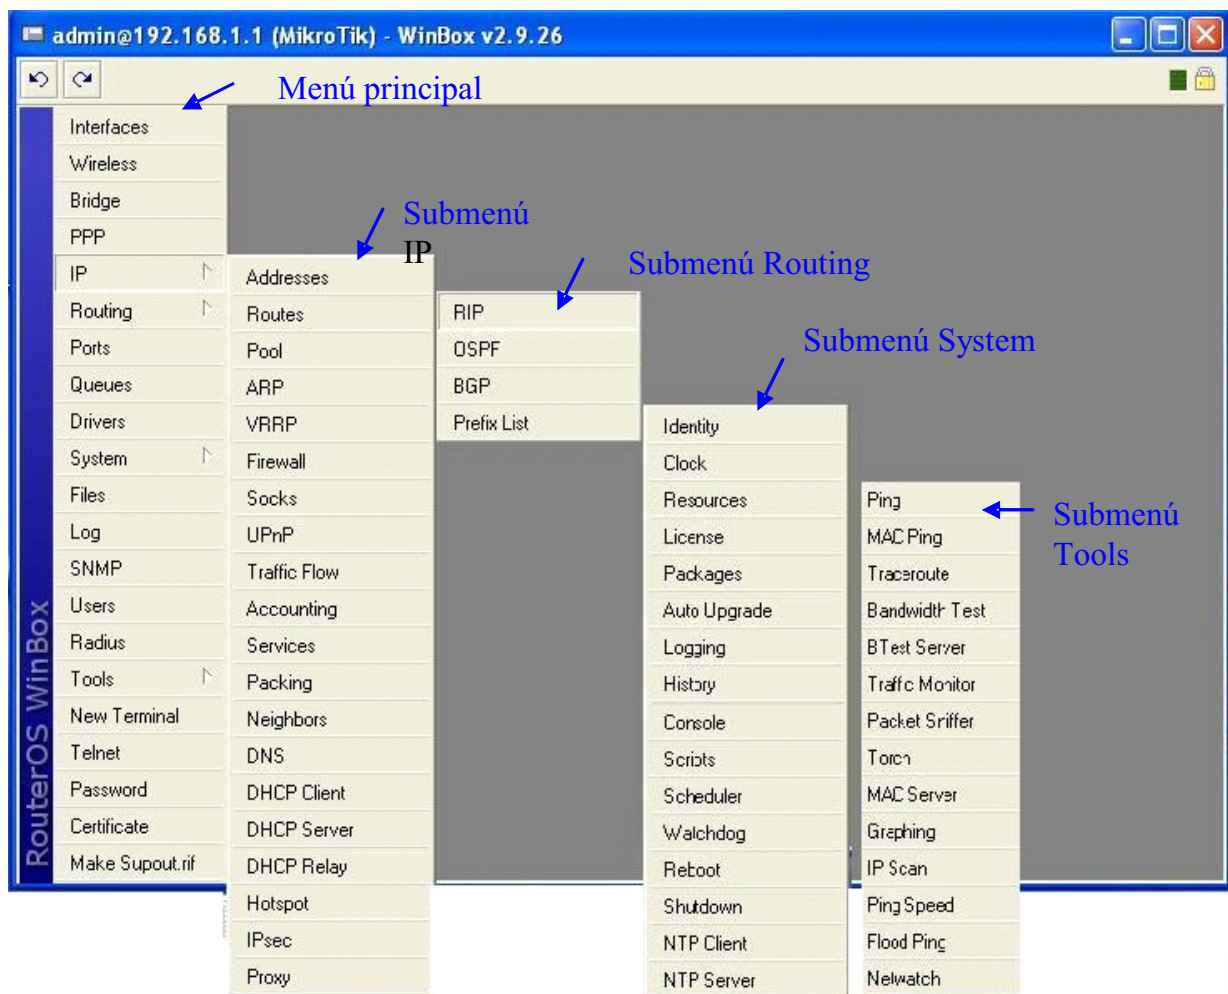 admin@192.168.1.1 (MikroTik) - WinBox v2.9.26
Menú principal
RouterOS WinBox
Interfaces
Wireless
Bridge
PPP
IP
Routing
Ports
Queues
Drivers
System
Files
Log
SNMP
Users
Radius
Tools
New Terminal
Telnet
Password
Certificate
Make Supout.rif
Submenú
IP
Addresses
Routes
Pool
ARP
VRRP
Firewall
Socks
UPnP
Traffic Flow
Accounting
Services
Packing
Neighbors
DNS
DHCP Client
DHCP Server
DHCP Relay
Hotspot
IPsec
Proxy
Submenú Routing
RIP
OSPF
BGP
Prefix List
Submenú System
Identity
Clock
Resources
License
Packages
Auto Upgrade
Logging
History
Console
Scripts
Scheduler
Watchdog
Reboot
Shutdown
NTP Client
NTP Server
Submenú
Tools
Ping
MAC Ping
Traceroute
Bandwidth Test
BTest Server
Traffic Monitor
Packet Sniffer
Torch
MAC Server
Graphing
IP Scan
Ping Speed
Flood Ping
Netwatch